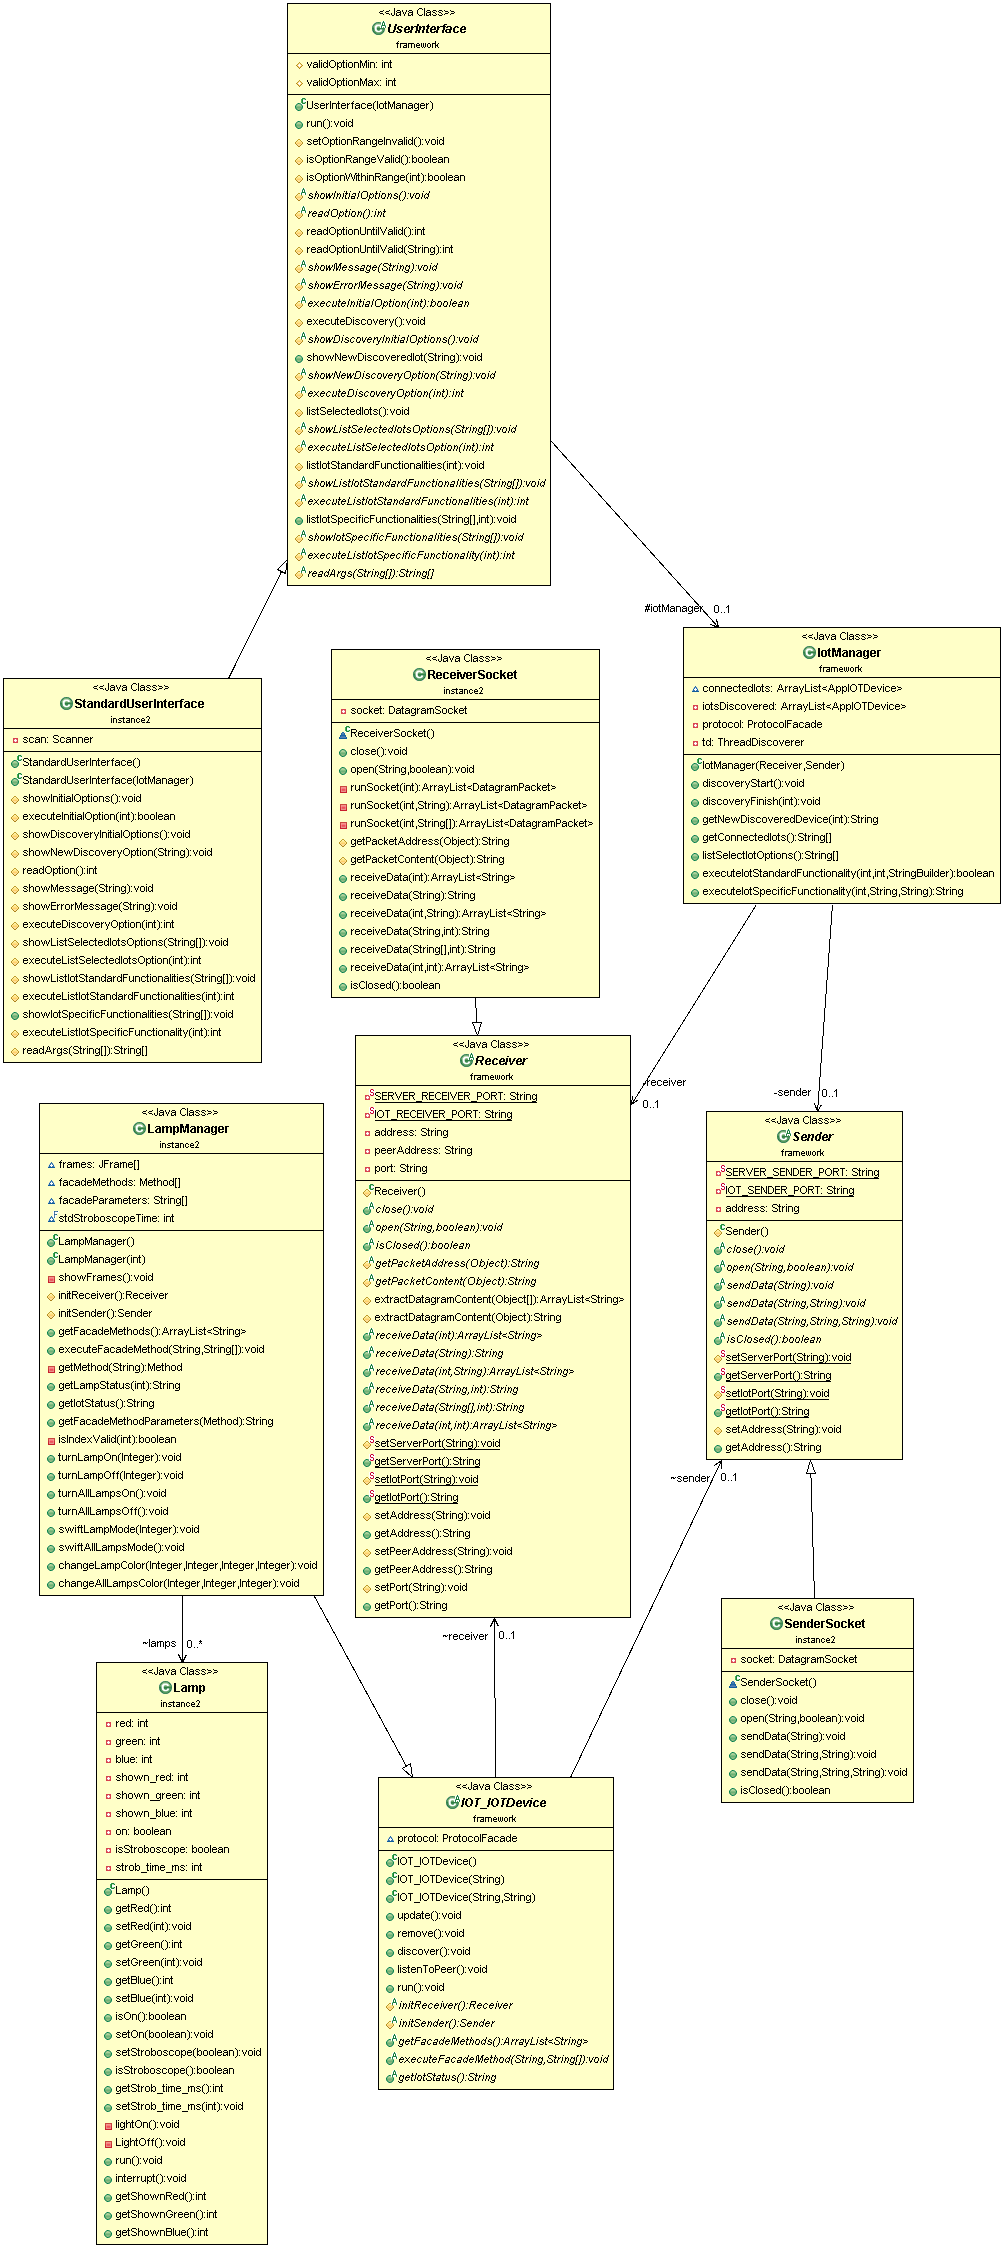 <<Java Class>>
UserInterface
framework
validOptionMin: int
validOptionMax: int
UserInterface(IotManager)
run():void
setOptionRangeInvalid():void
isOptionRangeValid():boolean
isOptionWithinRange(int):boolean
showInitialOptions():void
readOption():int
readOptionUntilValid():int
readOptionUntilValid(String):int
showMessage(String):void
showErrorMessage(String):void
executeInitialOption(int):boolean
executeDiscovery():void
showDiscoveryInitialOptions():void
showNewDiscoveredIot(String):void
showNewDiscoveryOption(String):void
executeDiscoveryOption(int):int
listSelectedIots():void
showListSelectedIotsOptions(String[]):void
executeListSelectedIotsOption(int):int
listIotStandardFunctionalities(int):void
showListIotStandardFunctionalities(String[]):void
executeListIotStandardFunctionalities(int):int
listIotSpecificFunctionalities(String[],int):void
showIotSpecificFunctionalities(String[]):void
executeListIotSpecificFunctionality(int):int
readArgs(String[]):String[]
#iotManager 0..1
<<Java Class>>
IotManager
framework
connectedIots: ArrayList<AppIOTDevice>
iotsDiscovered: ArrayList<AppIOTDevice>
protocol: ProtocolFacade
td: ThreadDiscoverer
IotManager(Receiver,Sender)
discoveryStart():void
discoveryFinish(int):void
getNewDiscoveredDevice(int):String
getConnectedIots():String[]
listSelectIotOptions():String[]
executeIotStandardFunctionality(int,int,StringBuilder):boolean
executeIotSpecificFunctionality(int,String,String):String
<<Java Class>>
ReceiverSocket
instance2
socket: DatagramSocket
ReceiverSocket()
close():void
open(String,boolean):void
runSocket(int):ArrayList<DatagramPacket>
runSocket(int,String):ArrayList<DatagramPacket>
runSocket(int,String[]):ArrayList<DatagramPacket>
getPacketAddress(Object):String
getPacketContent(Object):String
receiveData(int):ArrayList<String>
receiveData(String):String
receiveData(int,String):ArrayList<String>
receiveData(String,int):String
receiveData(String[],int):String
receiveData(int,int):ArrayList<String>
isClosed():boolean
<<Java Class>>
StandardUserInterface
instance2
scan: Scanner
StandardUserInterface()
StandardUserInterface(IotManager)
showInitialOptions():void
executeInitialOption(int):boolean
showDiscoveryInitialOptions():void
showNewDiscoveryOption(String):void
readOption():int
showMessage(String):void
showErrorMessage(String):void
executeDiscoveryOption(int):int
showListSelectedIotsOptions(String[]):void
executeListSelectedIotsOption(int):int
showListIotStandardFunctionalities(String[]):void
executeListIotStandardFunctionalities(int):int
showIotSpecificFunctionalities(String[]):void
executeListIotSpecificFunctionality(int):int
readArgs(String[]):String[]
-receiver
0..1
-sender 0..1
<<Java Class>>
Receiver
framework
SERVER_RECEIVER_PORT: String
IOT_RECEIVER_PORT: String
address: String
peerAddress: String
port: String
Receiver()
close():void
open(String,boolean):void
isClosed():boolean
getPacketAddress(Object):String
getPacketContent(Object):String
extractDatagramContent(Object[]):ArrayList<String>
extractDatagramContent(Object):String
receiveData(int):ArrayList<String>
receiveData(String):String
receiveData(int,String):ArrayList<String>
receiveData(String,int):String
receiveData(String[],int):String
receiveData(int,int):ArrayList<String>
setServerPort(String):void
getServerPort():String
setIotPort(String):void
getIotPort():String
setAddress(String):void
getAddress():String
setPeerAddress(String):void
getPeerAddress():String
setPort(String):void
getPort():String
<<Java Class>>
Sender
framework
SERVER_SENDER_PORT: String
IOT_SENDER_PORT: String
address: String
Sender()
close():void
open(String,boolean):void
sendData(String):void
sendData(String,String):void
sendData(String,String,String):void
isClosed():boolean
setServerPort(String):void
getServerPort():String
setIotPort(String):void
getIotPort():String
setAddress(String):void
getAddress():String
<<Java Class>>
LampManager
instance2
frames: JFrame[]
facadeMethods: Method[]
facadeParameters: String[]
stdStroboscopeTime: int
LampManager()
LampManager(int)
showFrames():void
initReceiver():Receiver
initSender():Sender
getFacadeMethods():ArrayList<String>
executeFacadeMethod(String,String[]):void
getMethod(String):Method
getLampStatus(int):String
getIotStatus():String
getFacadeMethodParameters(Method):String
isIndexValid(int):boolean
turnLampOn(Integer):void
turnLampOff(Integer):void
turnAllLampsOn():void
turnAllLampsOff():void
swiftLampMode(Integer):void
swiftAllLampsMode():void
changeLampColor(Integer,Integer,Integer,Integer):void
changeAllLampsColor(Integer,Integer,Integer):void
~lamps 0..*
~receiver 0..1
~sender 0..1
<<Java Class>>
SenderSocket
instance2
socket: DatagramSocket
SenderSocket()
close():void
open(String,boolean):void
sendData(String):void
sendData(String,String):void
sendData(String,String,String):void
isClosed():boolean
<<Java Class>>
Lamp
instance2
red: int
green: int
blue: int
shown_red: int
shown_green: int
shown_blue: int
on: boolean
isStroboscope: boolean
strob_time_ms: int
Lamp()
getRed():int
setRed(int):void
getGreen():int
setGreen(int):void
getBlue():int
setBlue(int):void
isOn():boolean
setOn(boolean):void
setStroboscope(boolean):void
isStroboscope():boolean
getStrob_time_ms():int
setStrob_time_ms(int):void
lightOn():void
LightOff():void
run():void
interrupt():void
getShownRed():int
getShownGreen():int
getShownBlue():int
<<Java Class>>
IOT_IOTDevice
framework
protocol: ProtocolFacade
IOT_IOTDevice()
IOT_IOTDevice(String)
IOT_IOTDevice(String,String)
update():void
remove():void
discover():void
listenToPeer():void
run():void
initReceiver():Receiver
initSender():Sender
getFacadeMethods():ArrayList<String>
executeFacadeMethod(String,String[]):void
getIotStatus():String